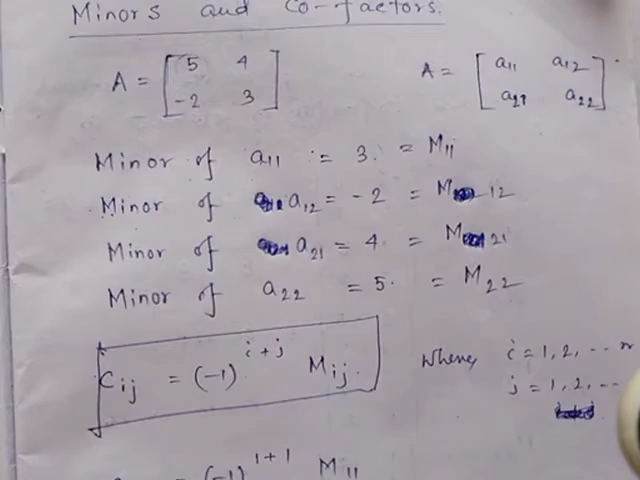 Minors and Co-factors.
A = [ 5 4     A = [ a11 a12
-2 3 ]     a21 a22 ]
Minor of a11 = 3. = M11
Minor of a12 = -2 = M12
Minor of a21 = 4 = M21
Minor of a22 = 5. = M22
Cij = (-1)^i+j Mij. Where, i = 1, 2, ... n
j = 1, 2, ...
= (-1)^1+1 M11